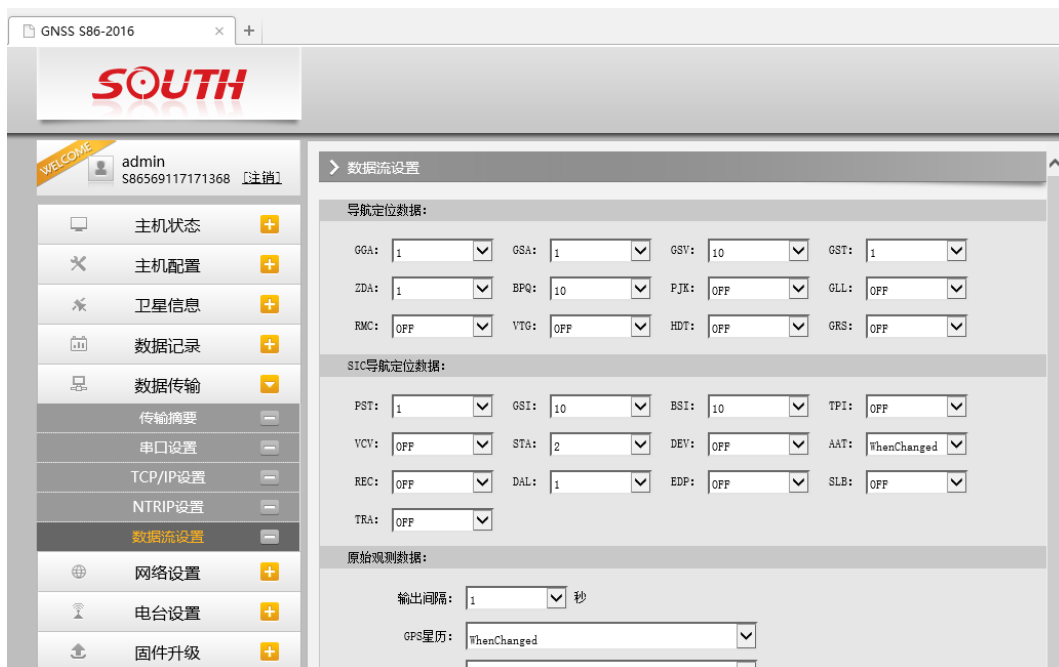 GNSS S86-2016
SOUTH
WELCOME
admin
S86569117171368 [注销]
主机状态
主机配置
卫星信息
数据记录
数据传输
传输摘要
串口设置
TCP/IP设置
NTRIP设置
数据流设置
网络设置
电台设置
固件升级
数据流设置
导航定位数据:
GGA: 1 GSA: 1 GSV: 10 GST: 1
ZDA: 1 BPQ: 10 PJK: OFF GLL: OFF
RMC: OFF VTG: OFF HDT: OFF GRS: OFF
SIC导航定位数据:
PST: 1 GSI: 10 BSI: 10 TPI: OFF
VCV: OFF STA: 2 DEV: OFF AAT: WhenChanged
REC: OFF DAL: 1 EDP: OFF SLB: OFF
TRA: OFF
原始观测数据:
输出间隔: 1 秒
GPS星历: WhenChanged